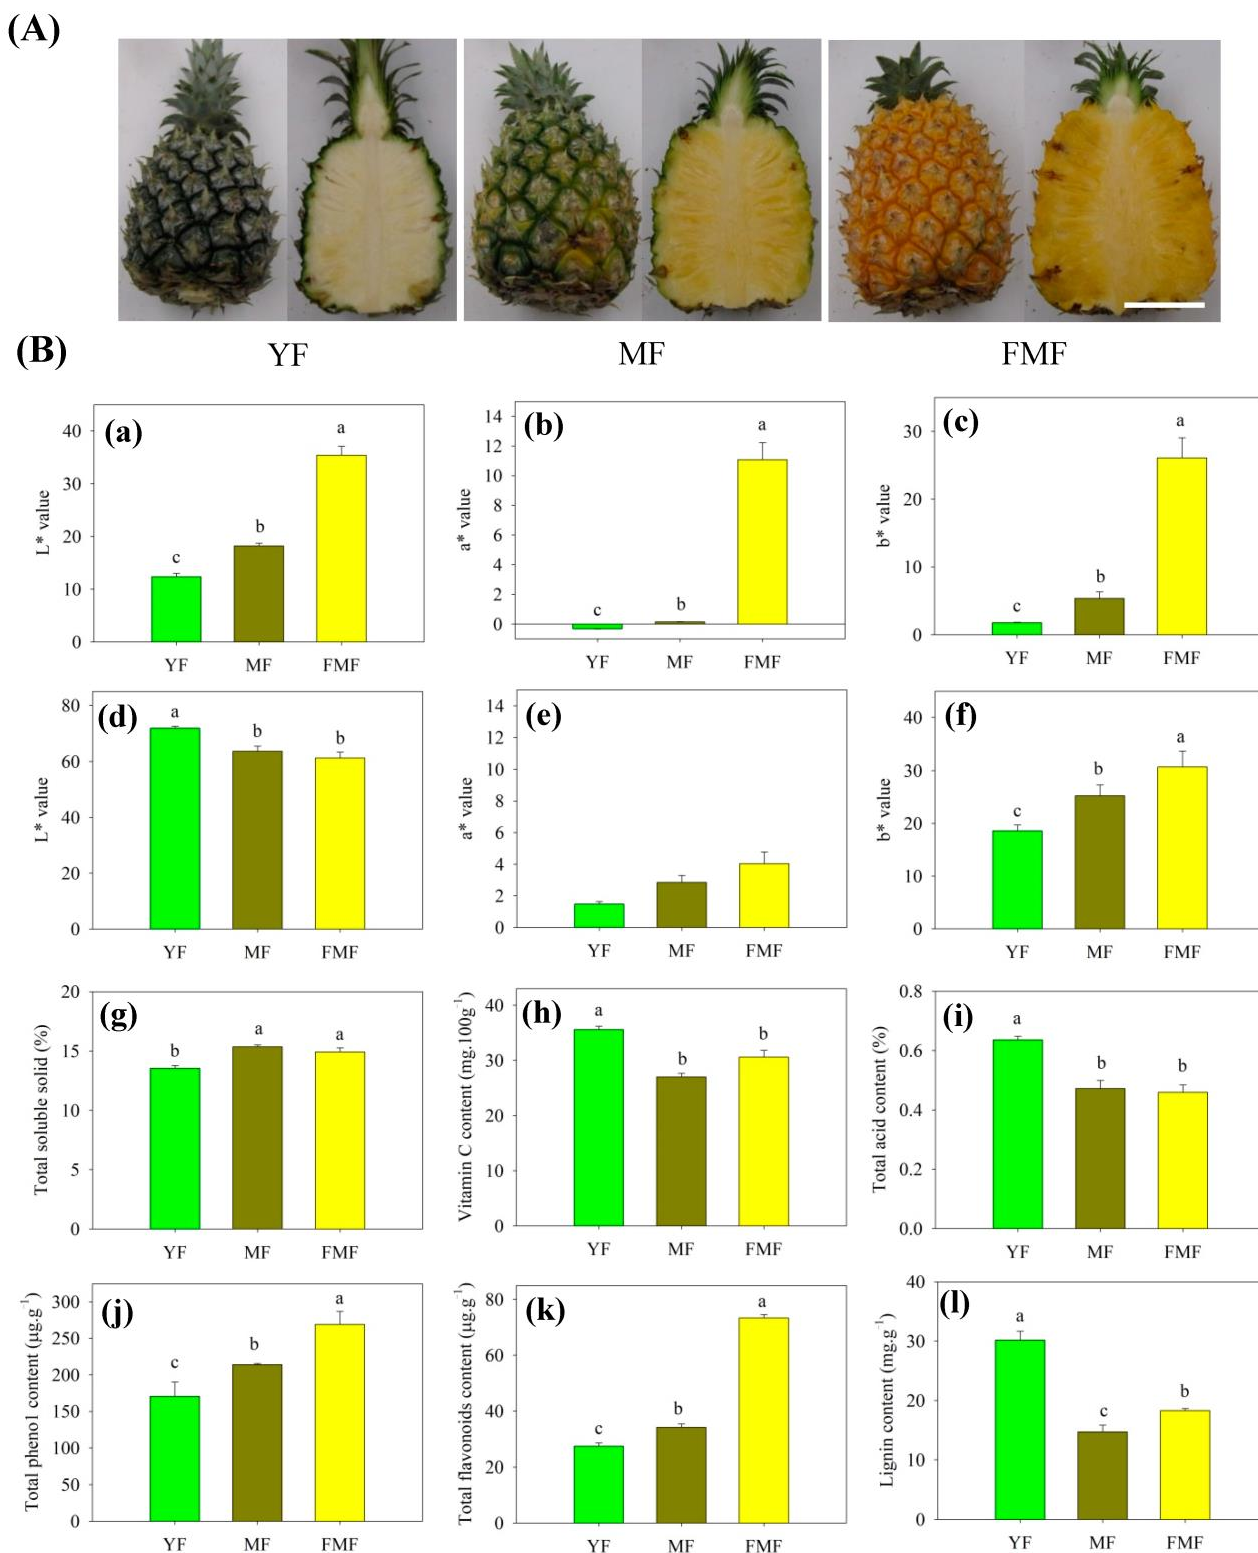 (A)
YF MF FMF
(B)
(a)
L* value
40
30
20
10
0
c b a
YF MF FMF
(b)
a* value
14
12
10
8
6
4
2
0
c b a
YF MF FMF
(c)
b* value
30
20
10
0
c b a
YF MF FMF
(d)
L* value
80
60
40
20
0
a b b
YF MF FMF
(e)
a* value
14
12
10
8
6
4
2
0
YF MF FMF
(f)
b* value
40
30
20
10
0
c b a
YF MF FMF
(g)
Total soluble solid (%)
20
15
10
5
0
b a a
YF MF FMF
(h)
Vitamin C content (mg.100g⁻¹)
40
30
20
10
0
a b b
YF MF FMF
(i)
Total acid content (%)
0.8
0.6
0.4
0.2
0.0
a b b
YF MF FMF
(j)
Total phenol content (μg.g⁻¹)
300
250
200
150
100
50
0
c b a
YF MF FMF
(k)
Total flavonoids content (μg.g⁻¹)
80
60
40
20
0
c b a
YF MF FMF
(l)
Lignin content (mg.g⁻¹)
40
30
20
10
0
a c b
YF MF FMF